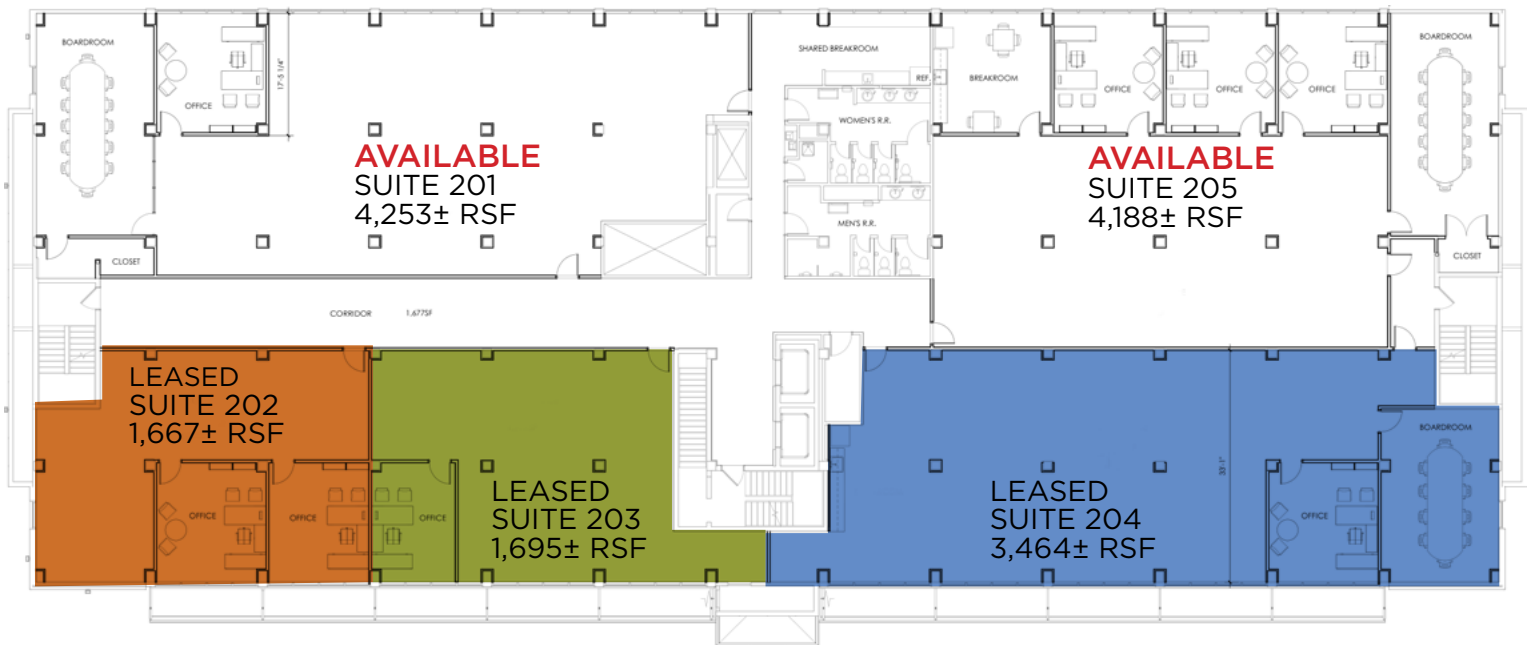 BOARDROOM
OFFICE
17'-5 1/4"
SHARED BREAKROOM
REF.
BREAKROOM
OFFICE
OFFICE
OFFICE
BOARDROOM
WOMEN'S R.R.
MEN'S R.R.
AVAILABLE
SUITE 201
4,253± RSF
AVAILABLE
SUITE 205
4,188± RSF
CLOSET
CLOSET
CORRIDOR 1,677SF
LEASED
SUITE 202
1,667± RSF
OFFICE
OFFICE
OFFICE
LEASED
SUITE 203
1,695± RSF
LEASED
SUITE 204
3,464± RSF
33'-1"
OFFICE
BOARDROOM